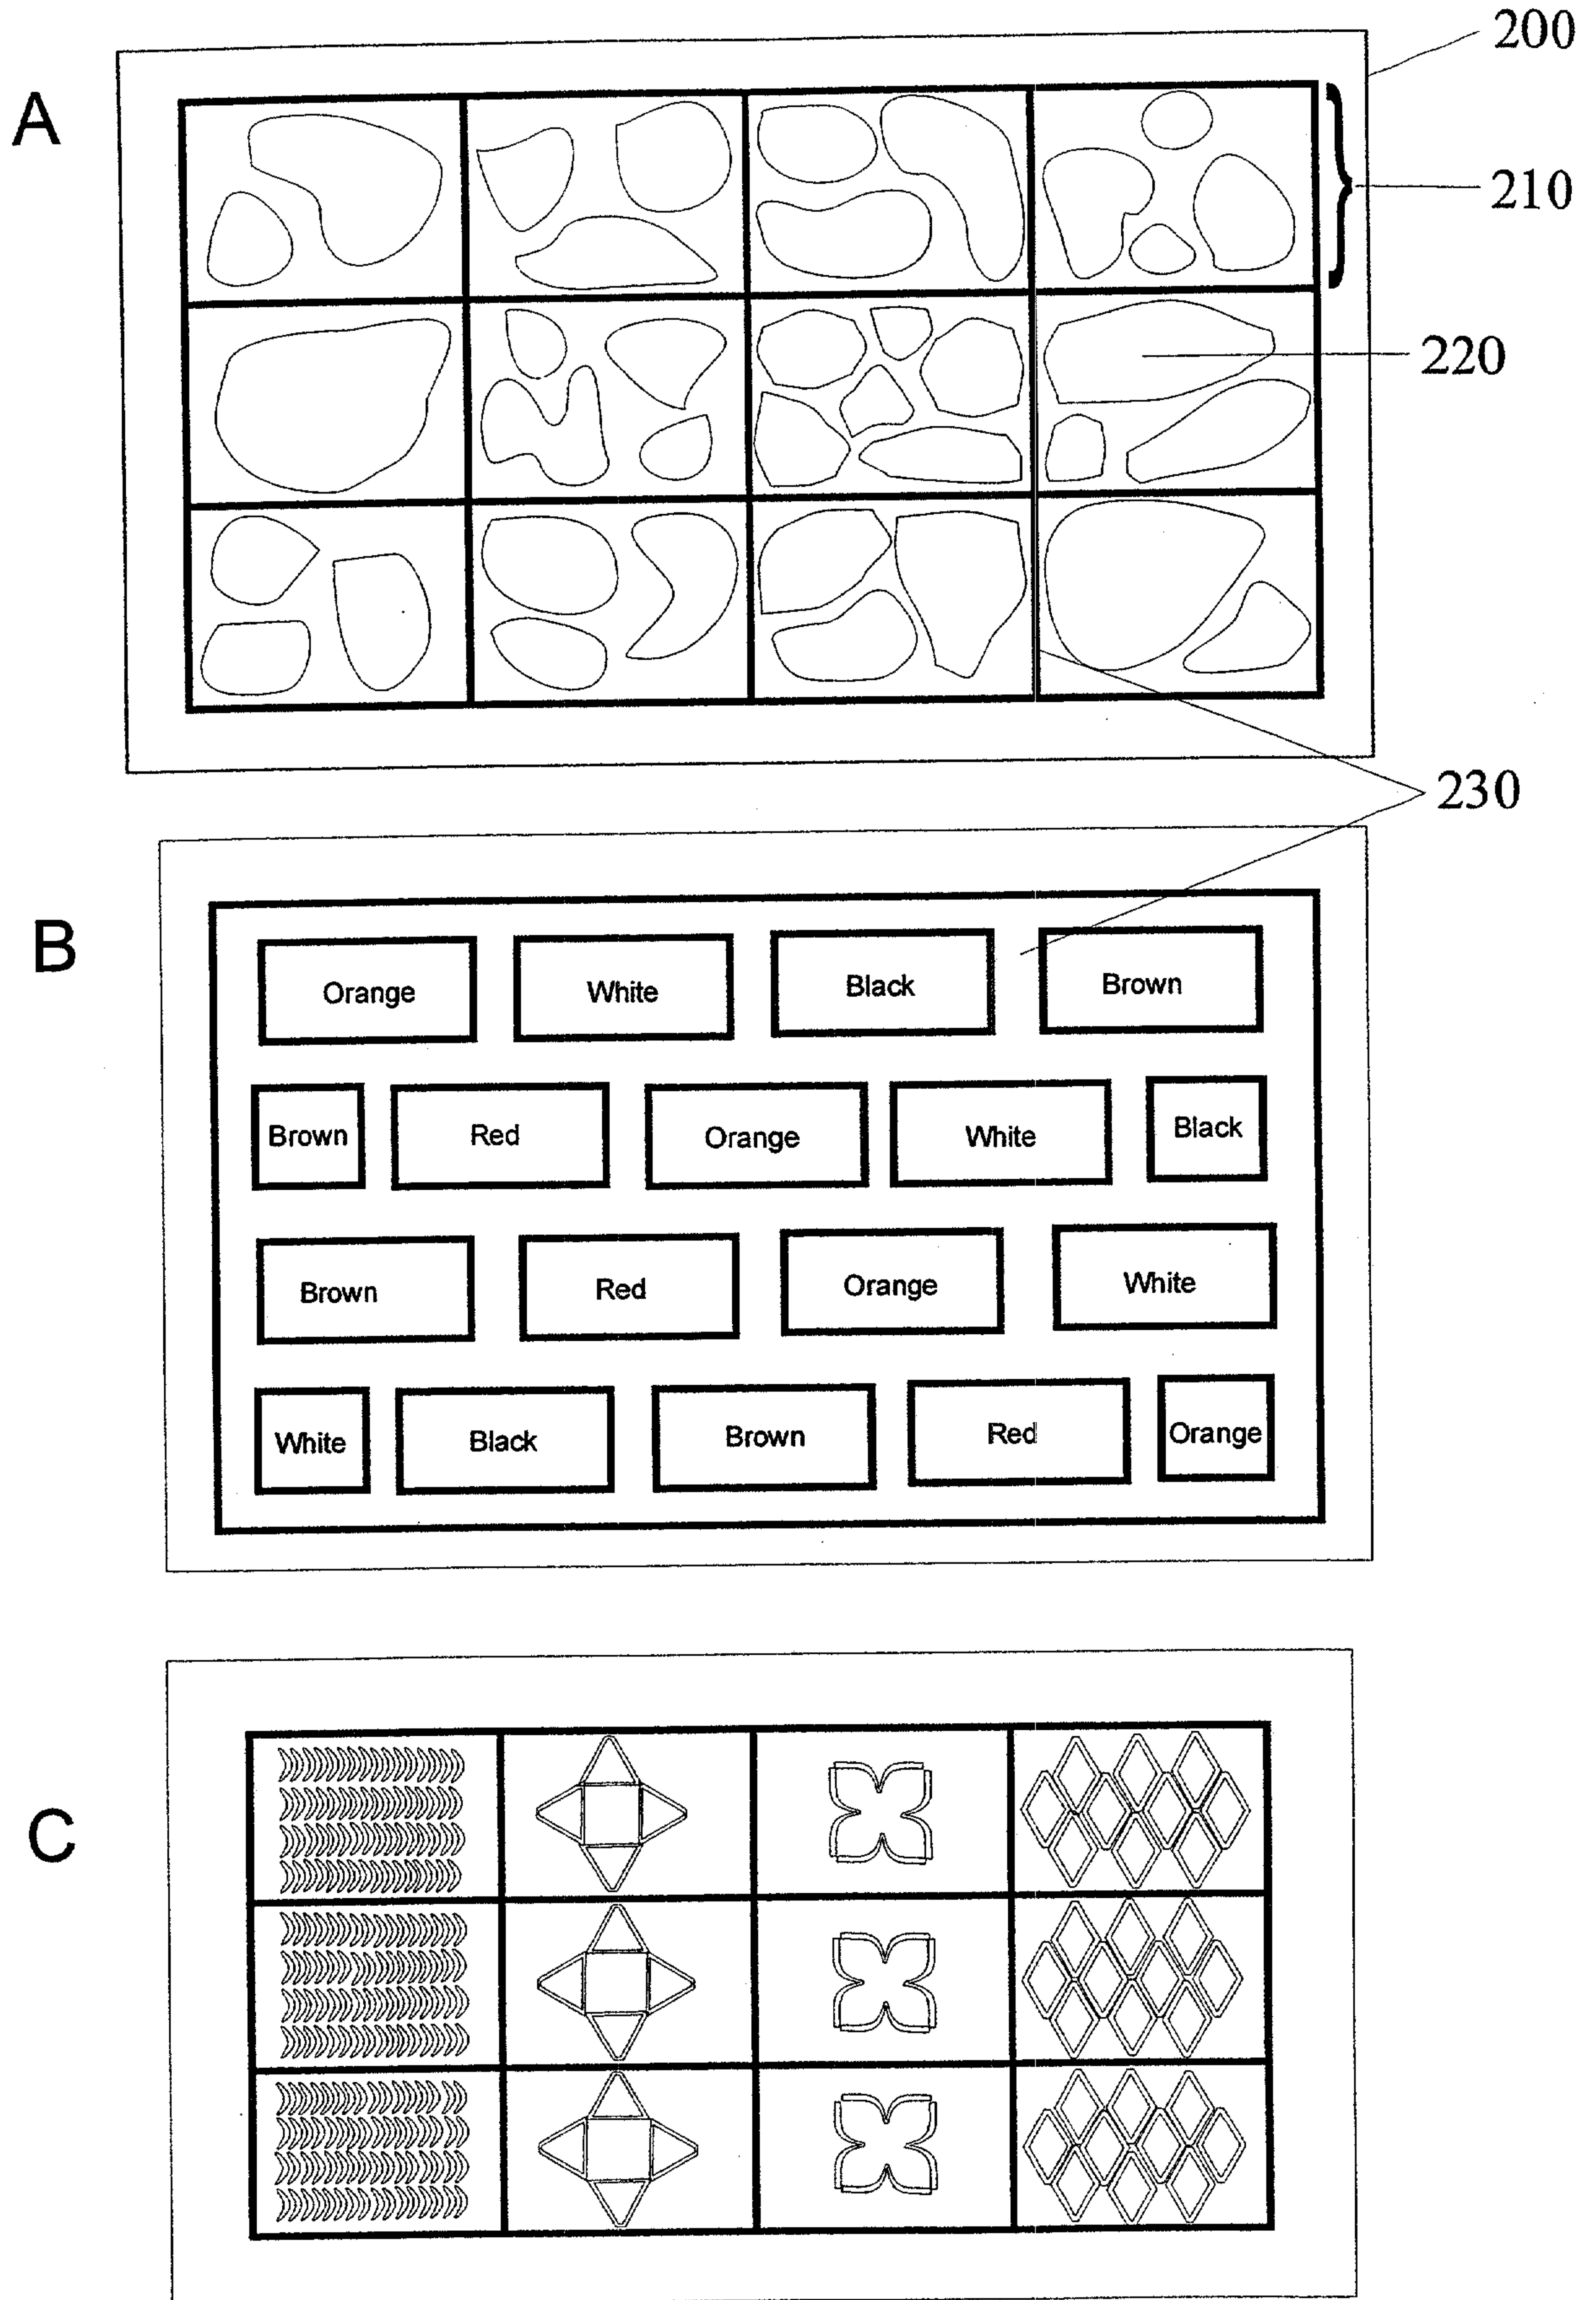 200
A
210
220
230
B
Orange White Black Brown
Brown Red Orange White Black
Brown Red Orange White
White Black Brown Red Orange
C